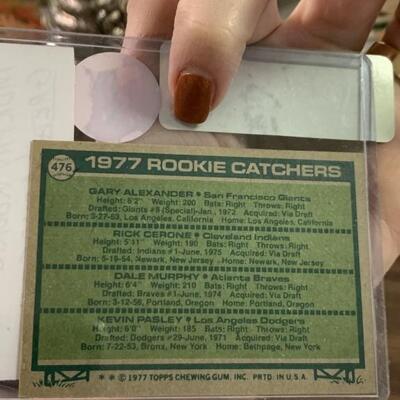 476
1977 ROOKIE CATCHERS
GARY ALEXANDER • San Francisco Giants
Height: 6'2" Weight: 200 Bats: Right Throws: Right
Drafted: Giants #9 (Special)-Jan., 1972 Acquired: Via Draft
Born: 3-27-53, Los Angeles, California Home: Los Angeles, California
RICK CERONE • Cleveland Indians
Height: 5'11" Weight: 190 Bats: Right Throws: Right
Drafted: Indians #1-June, 1975 Acquired: Via Draft
Born: 5-19-54, Newark, New Jersey Home: Newark, New Jersey
DALE MURPHY • Atlanta Braves
Height: 6'4" Weight: 210 Bats: Right Throws: Right
Drafted: Braves #1-June, 1974 Acquired: Via Draft
Born: 3-12-56, Portland, Oregon Home: Portland, Oregon
KEVIN PASLEY • Los Angeles Dodgers
Height: 6'0" Weight: 185 Bats: Right Throws: Right
Drafted: Dodgers #29-June, 1971 Acquired: Via Draft
Born: 7-22-53, Bronx, New York Home: Bethpage, New York
* * © 1977 TOPPS CHEWING GUM, INC. PRTD. IN U.S.A.